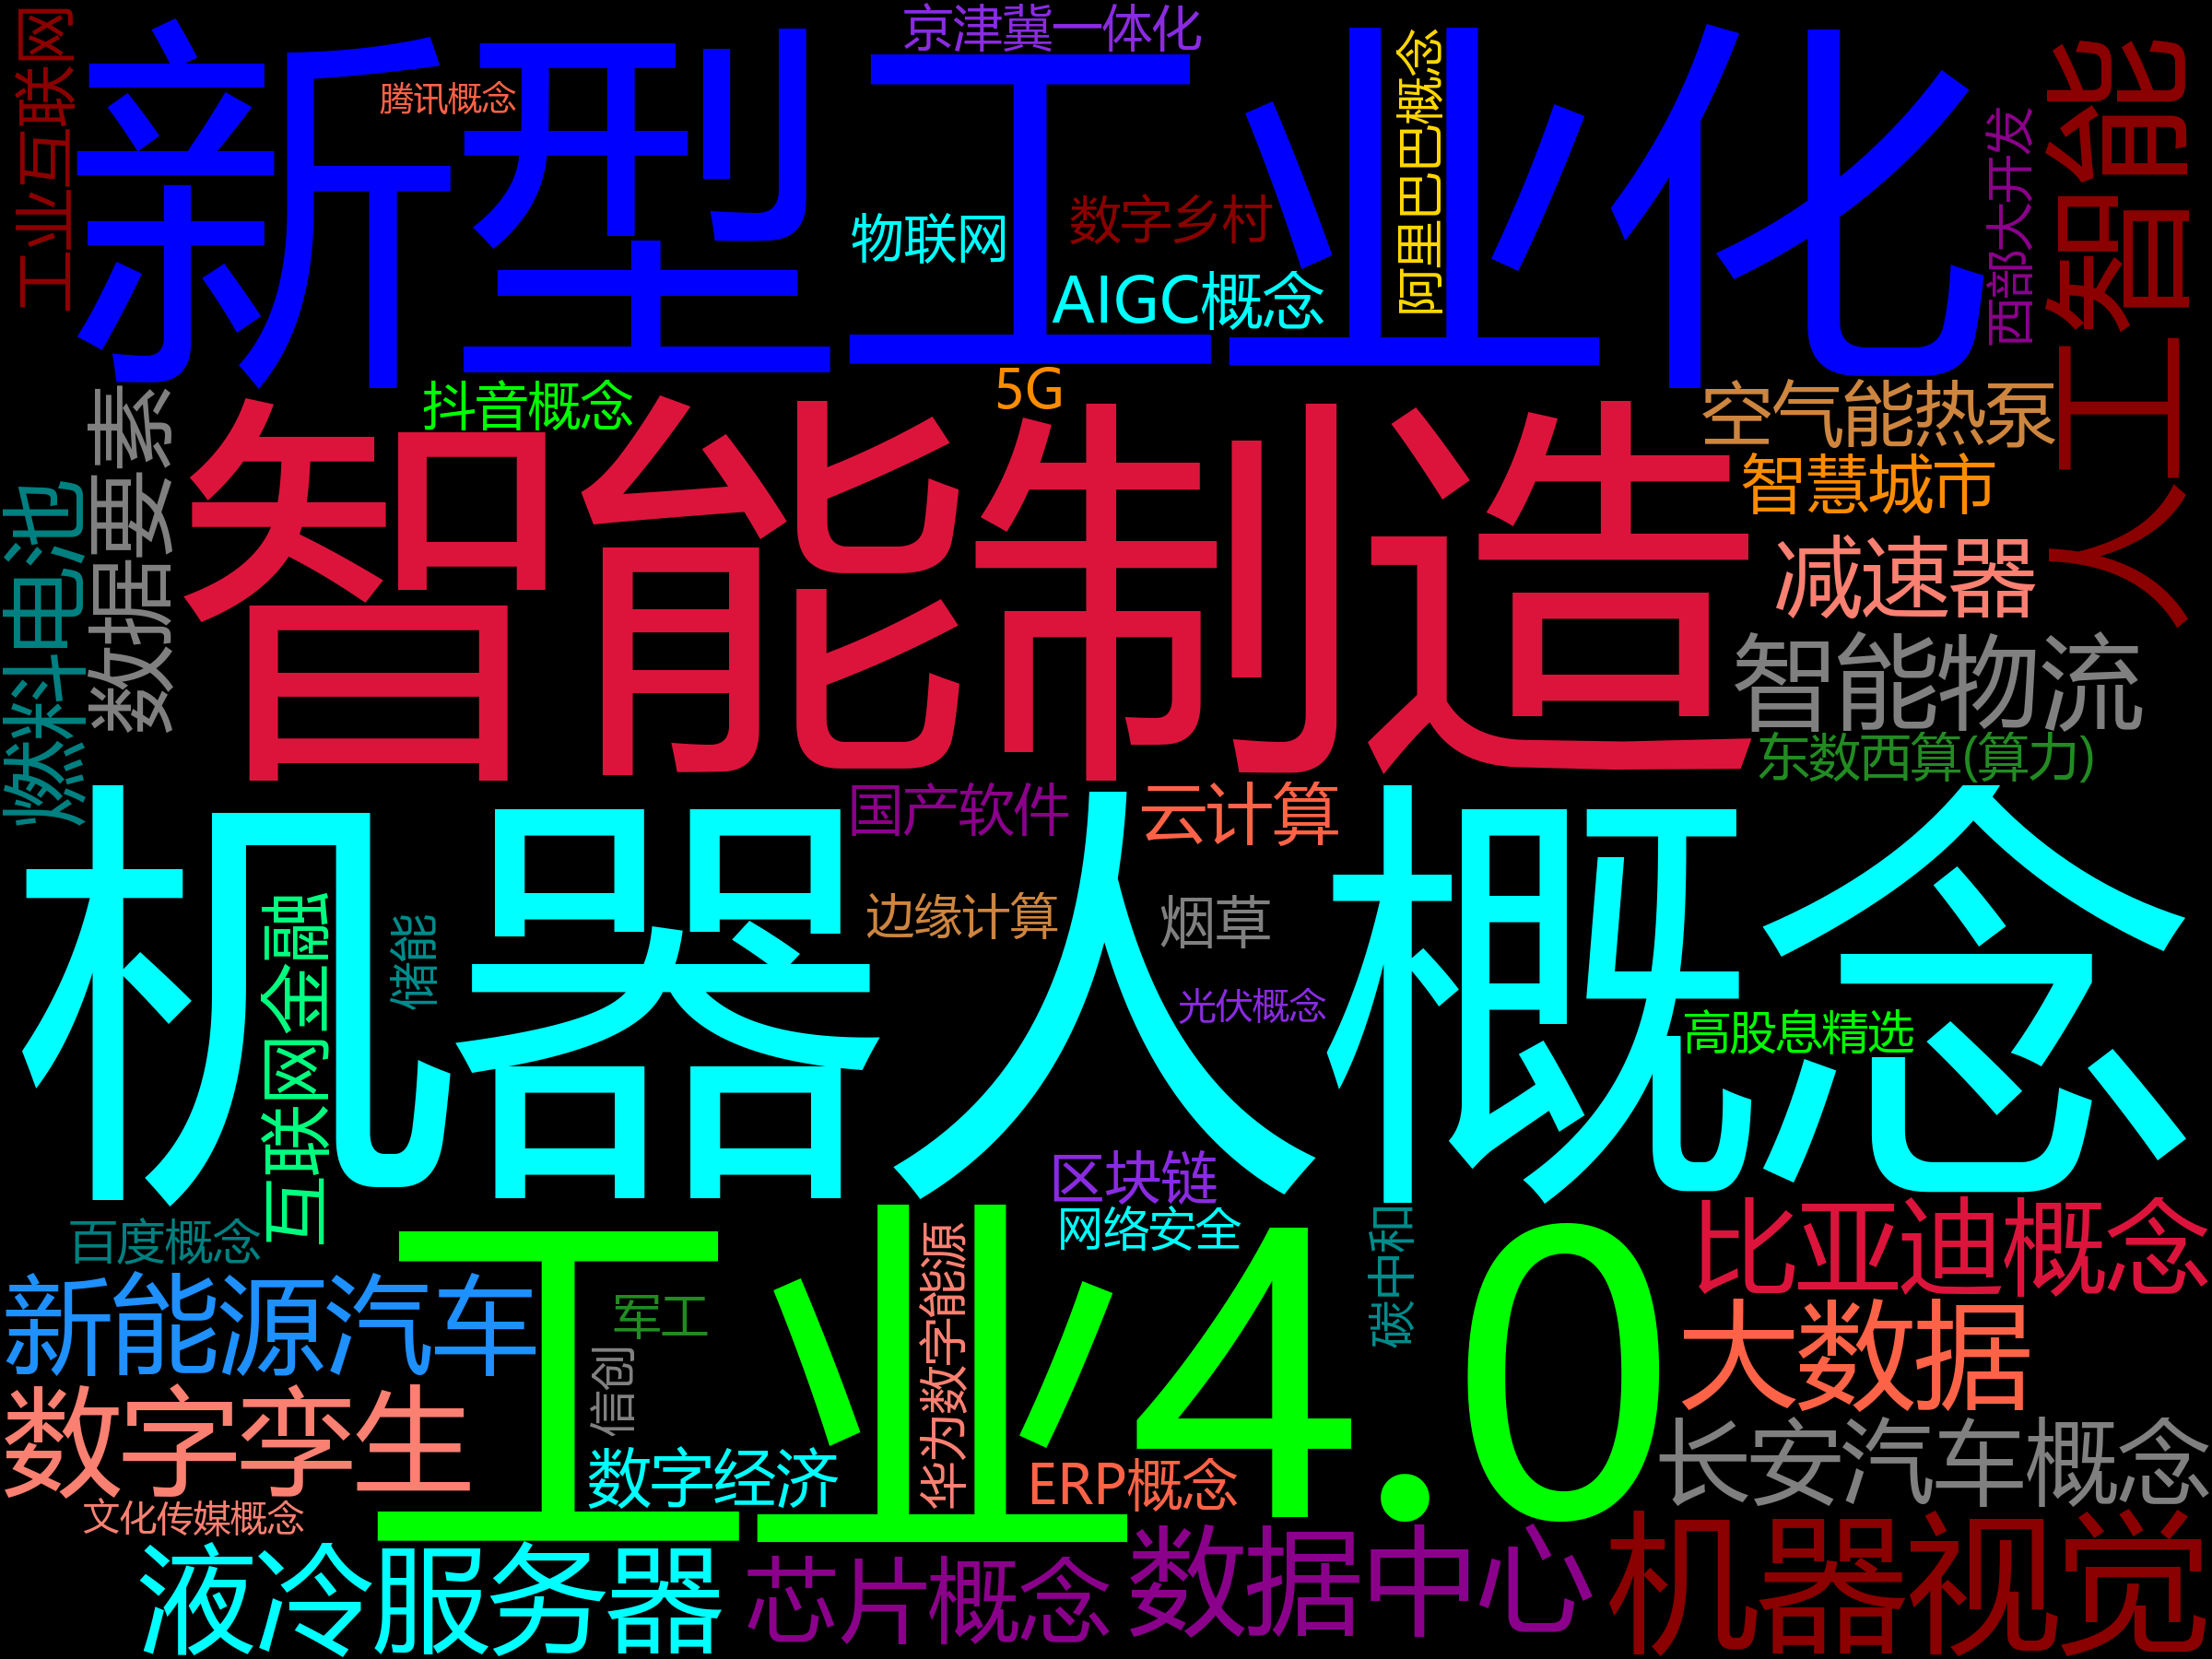 京津冀一体化
工业互联网
新型工业化
腾讯概念
阿里巴巴概念
人工智能
西部大开发
数字乡村
物联网
AIGC概念
5G
抖音概念
空气能热泵
数据要素
智能制造
智慧城市
燃料电池
减速器
智能物流
东数西算(算力)
国产软件
云计算
机器人概念
互联网金融
储能
边缘计算
烟草
光伏概念
高股息精选
区块链
网络安全
碳中和
比亚迪概念
百度概念
工业4.0
华为数字能源
新能源汽车
军工
大数据
信创
数字孪生
数字经济
ERP概念
长安汽车概念
文化传媒概念
液冷服务器
芯片概念
数据中心
机器视觉